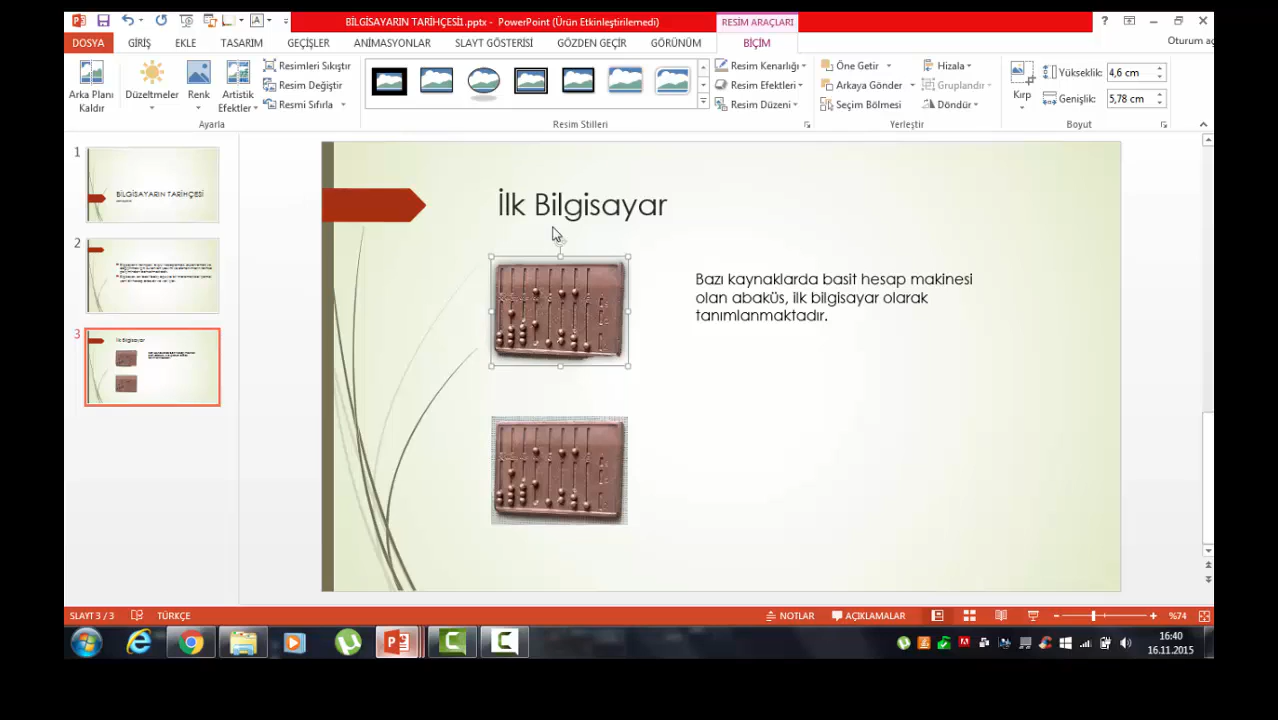 BİLGİSAYARIN TARİHÇESİ1.pptx - PowerPoint (Ürün Etkinleştirilemedi)
RESİM ARAÇLARI
DOSYA GİRİŞ EKLE TASARIM GEÇİŞLER ANİMASYONLAR SLAYT GÖSTERİSİ GÖZDEN GEÇİR GÖRÜNÜM BİÇİM Oturum aç
Arka Planı Kaldır
Düzeltmeler
Renk
Artistik Efektler
Resimleri Sıkıştır
Resim Değiştir
Resmi Sıfırla
Resim Kenarlığı
Resim Efektleri
Resim Düzeni
Öne Getir
Arkaya Gönder
Seçim Bölmesi
Hizala
Gruplandır
Döndür
Kırp
Yükseklik: 4,6 cm
Genişlik: 5,78 cm
Ayarla Resim Stilleri Yerleştir Boyut
1
BİLGİSAYARIN TARİHÇESİ
2
3
İlk Bilgisayar
İlk Bilgisayar
Bazı kaynaklarda basit hesap makinesi
olan abaküs, ilk bilgisayar olarak
tanımlanmaktadır.
SLAYT 3 / 3 TÜRKÇE NOTLAR AÇIKLAMALAR %74
16:40
16.11.2015